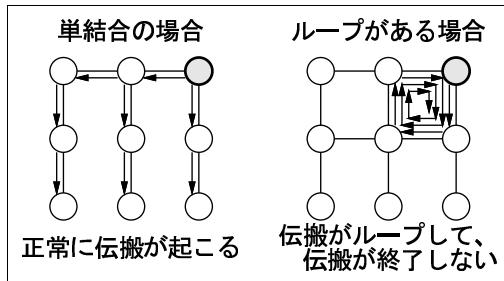 単結合の場合
ループがある場合
正常に伝搬が起こる
伝搬がループして、
伝搬が終了しない